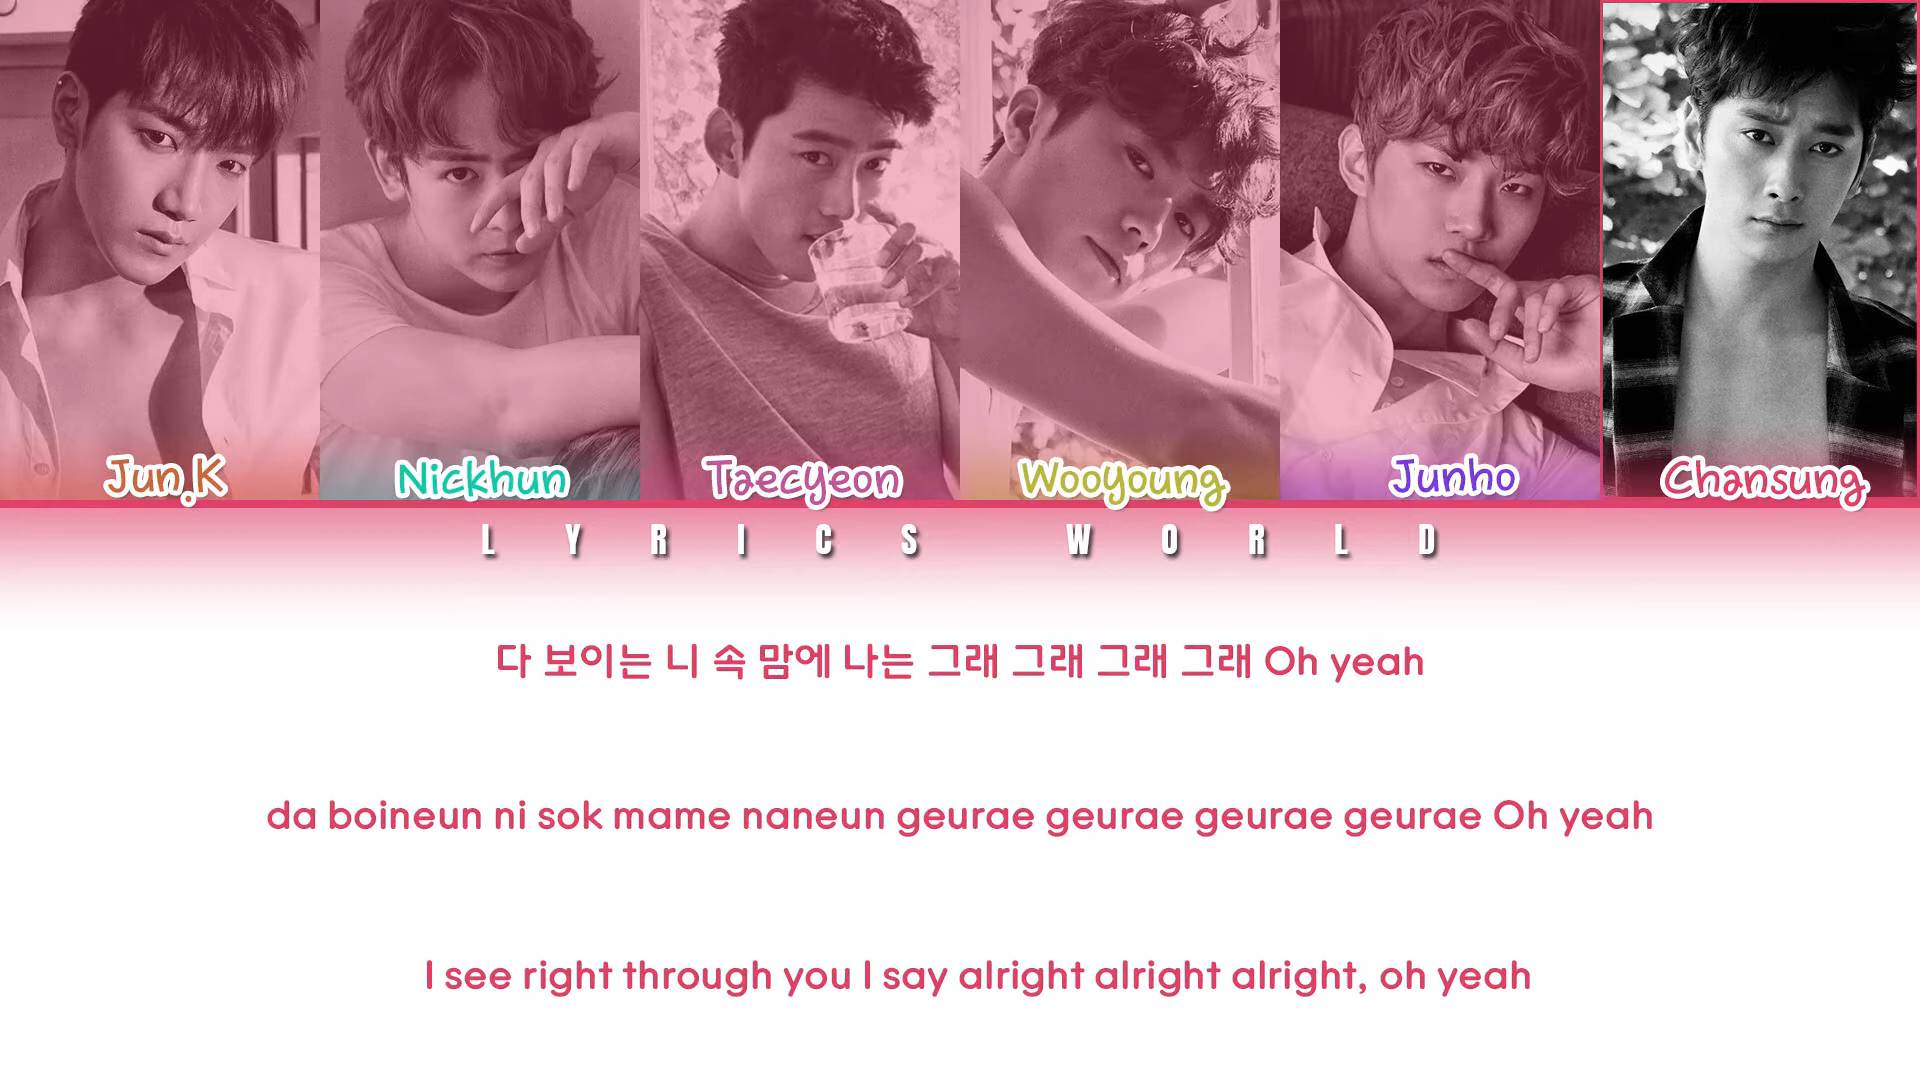 Jun.K Nickhun Taecyeon Wooyoung Junho Chansung
LYRICS WORLD
다 보이는 니 속 맘에 나는 그래 그래 그래 그래 Oh yeah
da boineun ni sok mame naneun geurae geurae geurae geurae Oh yeah
I see right through you I say alright alright alright, oh yeah